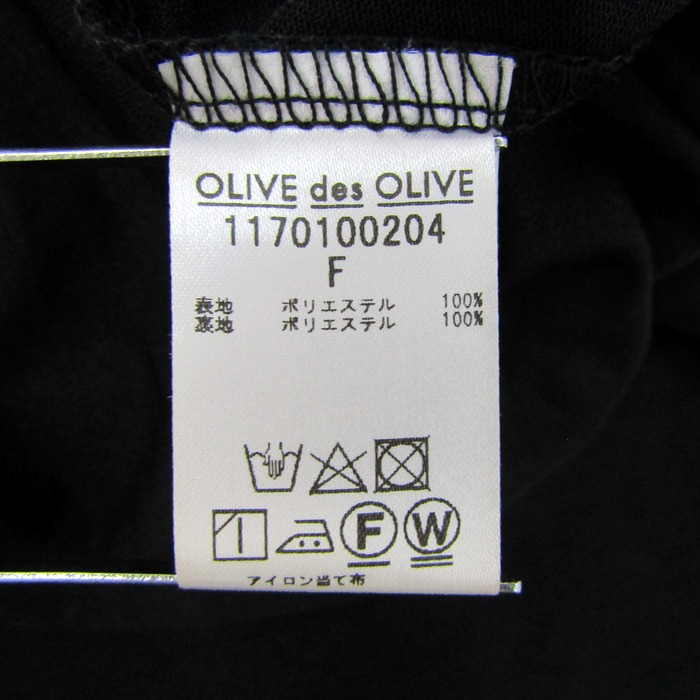 OLIVE des OLIVE
1170100204
F
表地 ポリエステル 100%
裏地 ポリエステル 100%
F W
アイロン当て布